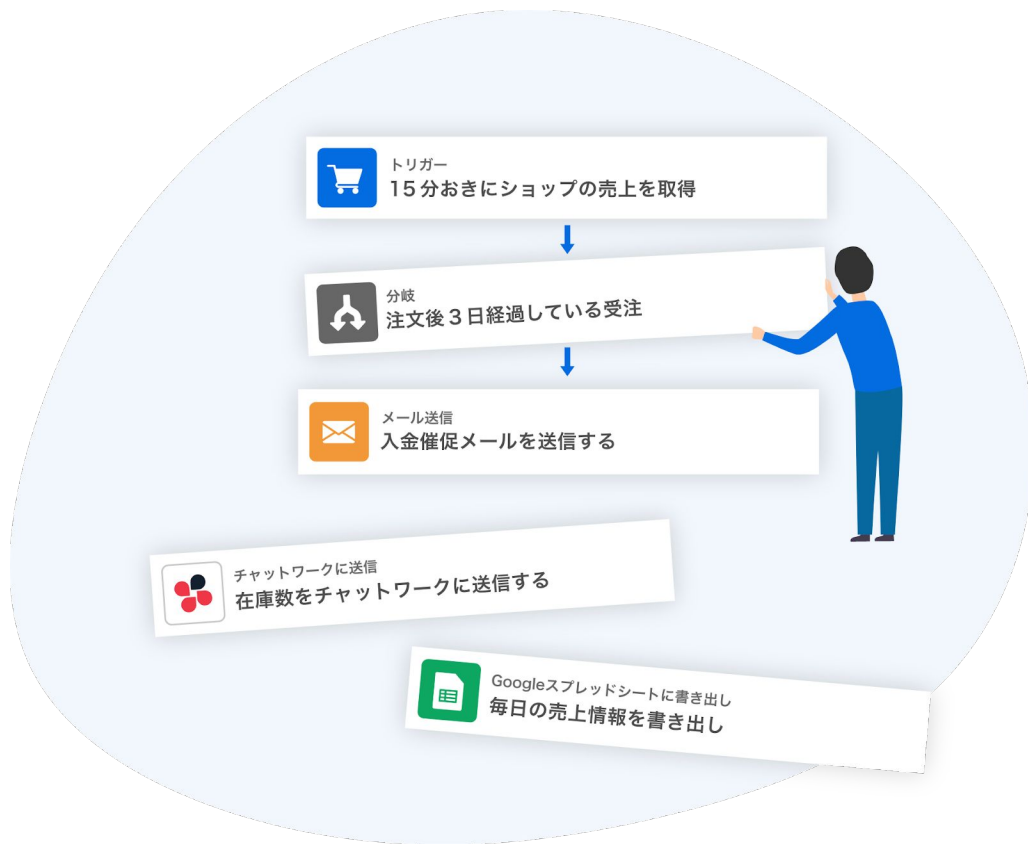 トリガー
15分おきにショップの売上を取得
分岐
注文後3日経過している受注
メール送信
入金催促メールを送信する
チャットワークに送信
在庫数をチャットワークに送信する
Googleスプレッドシートに書き出し
毎日の売上情報を書き出し